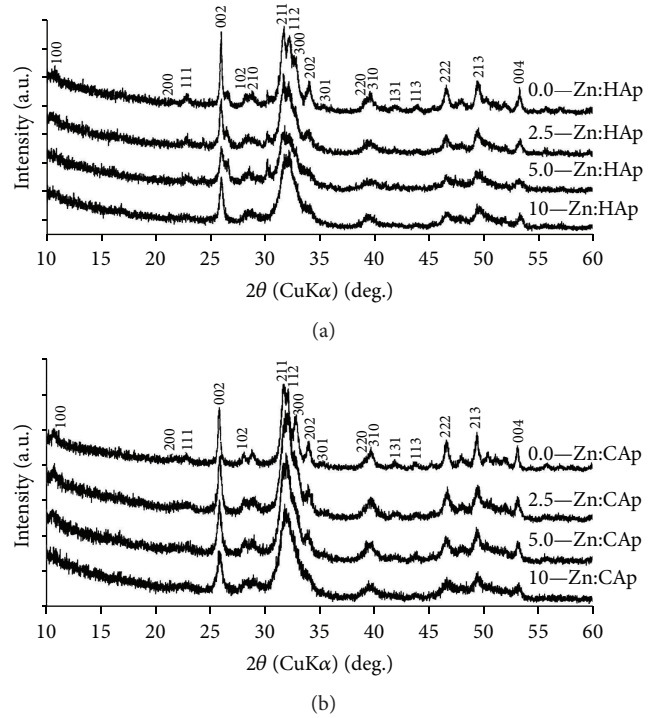 Intensity (a.u.)
100
200
111
002
102
210
211
112
300
202
301
220
310
131
113
222
213
004
0.0—Zn:HAp
2.5—Zn:HAp
5.0—Zn:HAp
10—Zn:HAp
10 15 20 25 30 35 40 45 50 55 60
2θ (CuKα) (deg.)
(a)
Intensity (a.u.)
100
200
111
002
102
211
112
300
202
301
220
310
131
113
222
213
004
0.0—Zn:CAp
2.5—Zn:CAp
5.0—Zn:CAp
10—Zn:CAp
10 15 20 25 30 35 40 45 50 55 60
2θ (CuKα) (deg.)
(b)